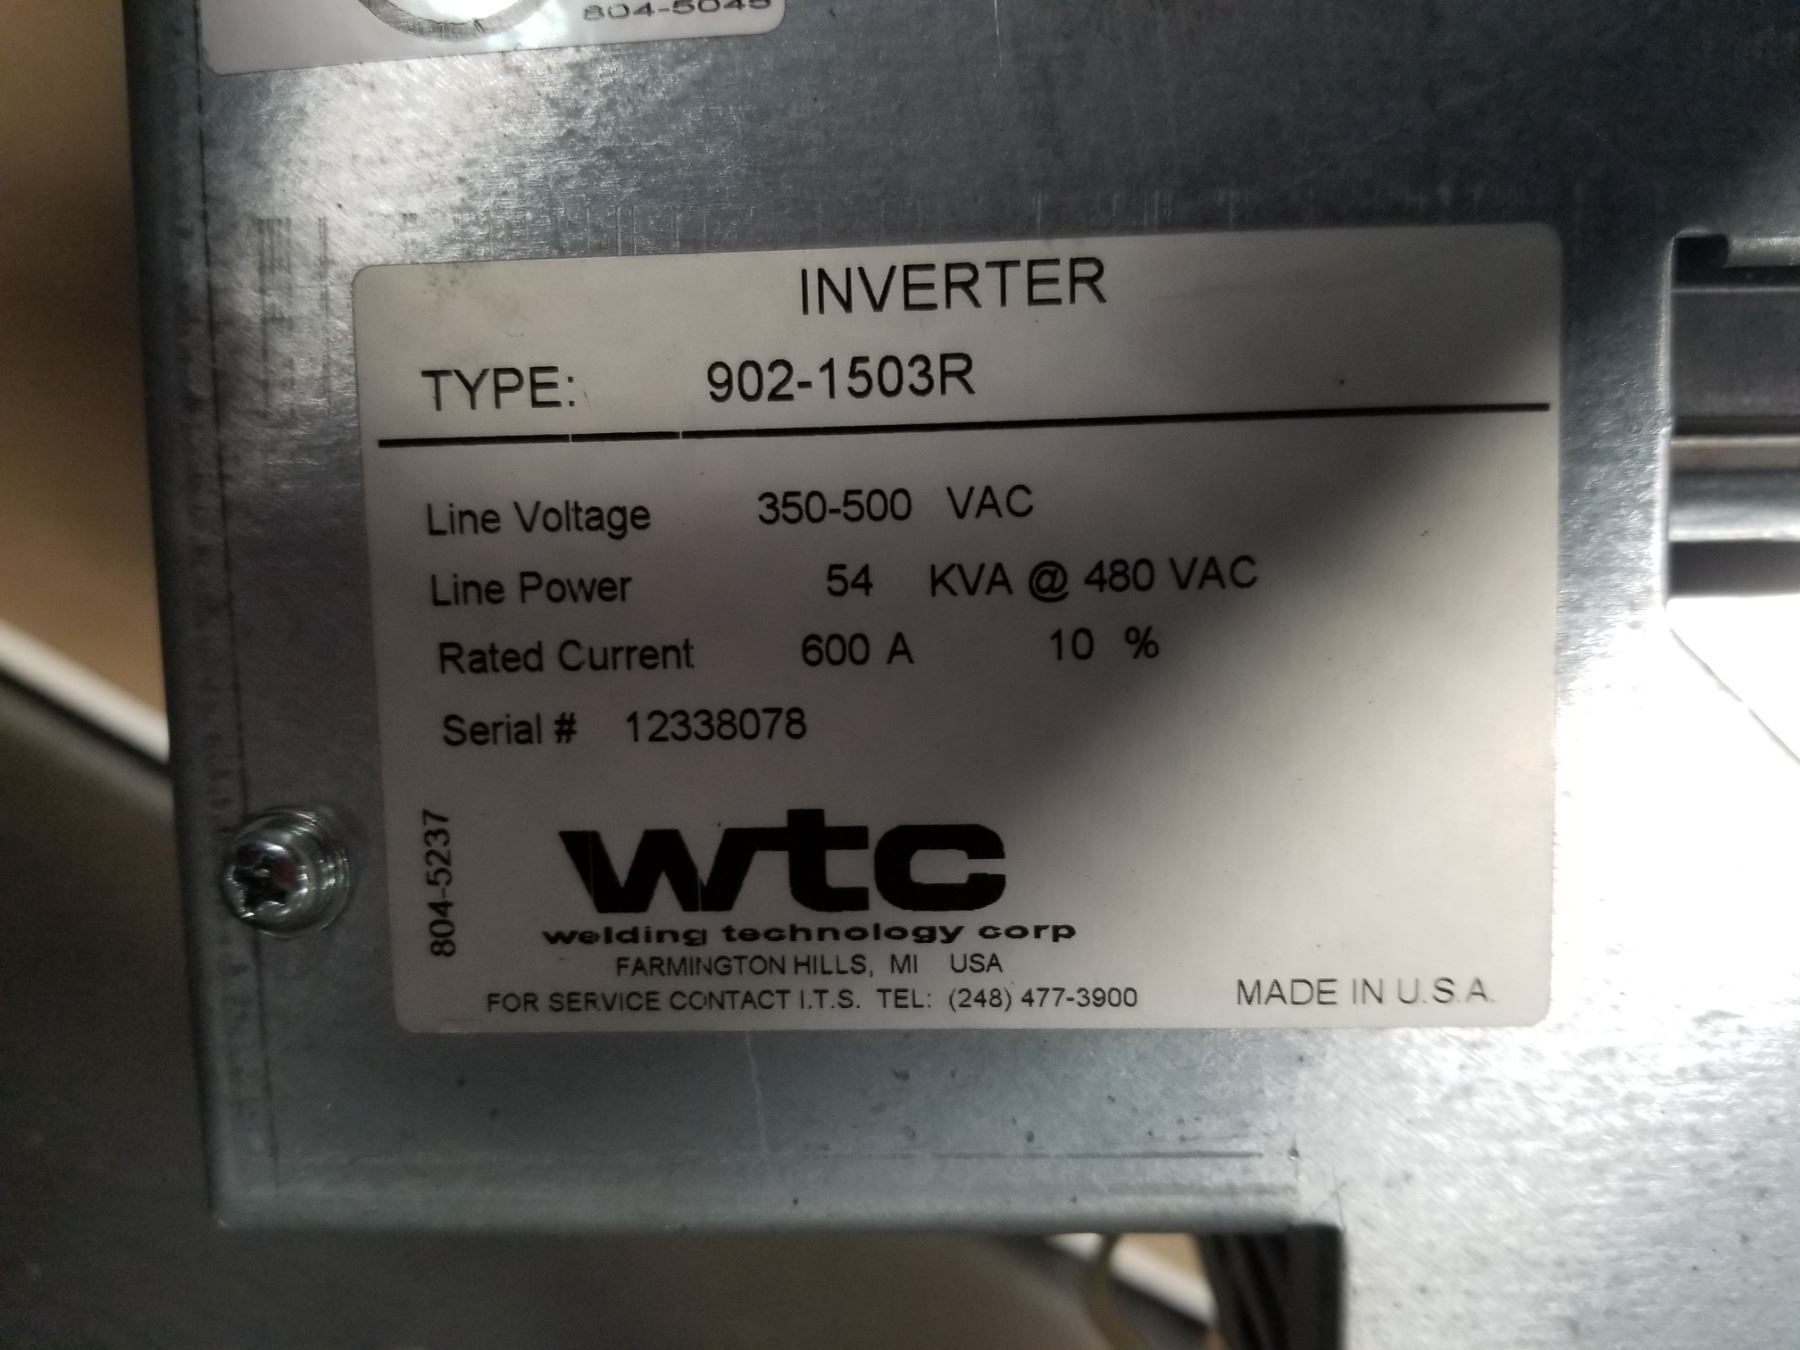 804-5045
INVERTER
TYPE: 902-1503R
Line Voltage 350-500 VAC
Line Power 54 KVA @ 480 VAC
Rated Current 600 A 10 %
Serial # 12338078
804-5237
wtc
welding technology corp
FARMINGTON HILLS, MI USA
FOR SERVICE CONTACT I.T.S. TEL: (248) 477-3900
MADE IN U.S.A.